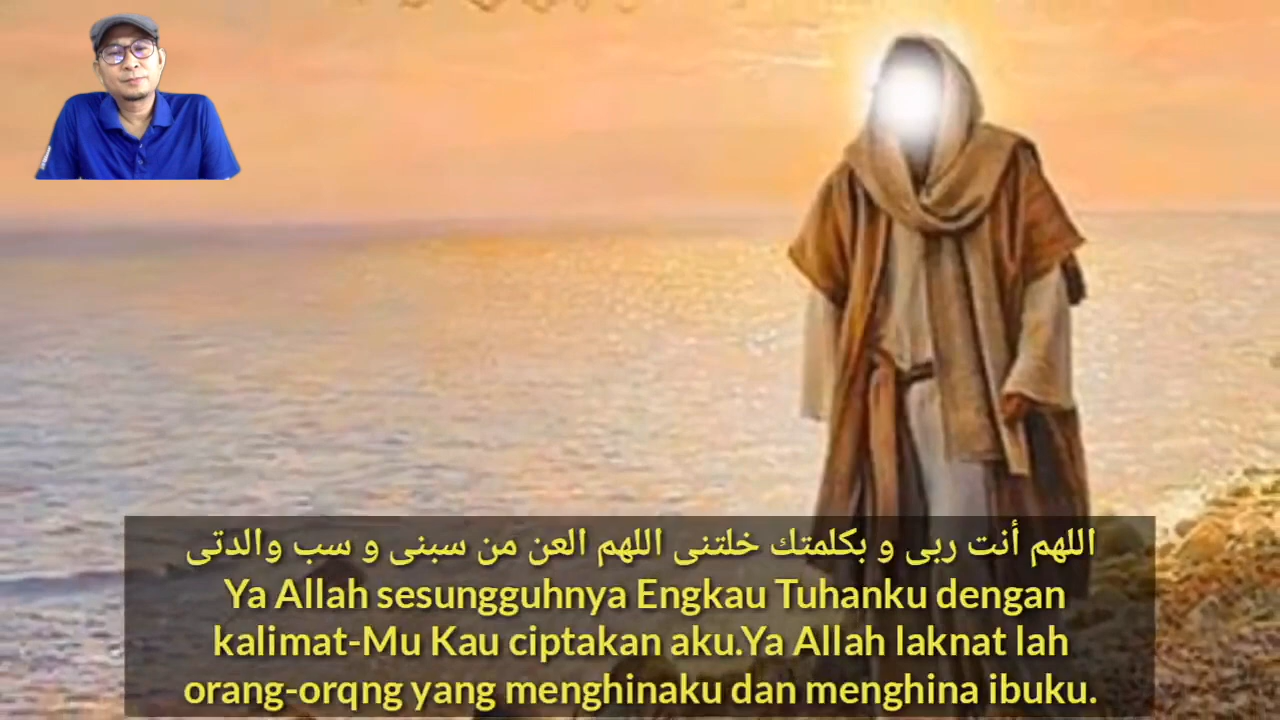 اللهم أنت ربى و بكلمتك خلتنى اللهم العن من سبنى و سب والدتى
Ya Allah sesungguhnya Engkau Tuhanku dengan
kalimat-Mu Kau ciptakan aku.Ya Allah laknat lah
orang-orqng yang menghinaku dan menghina ibuku.